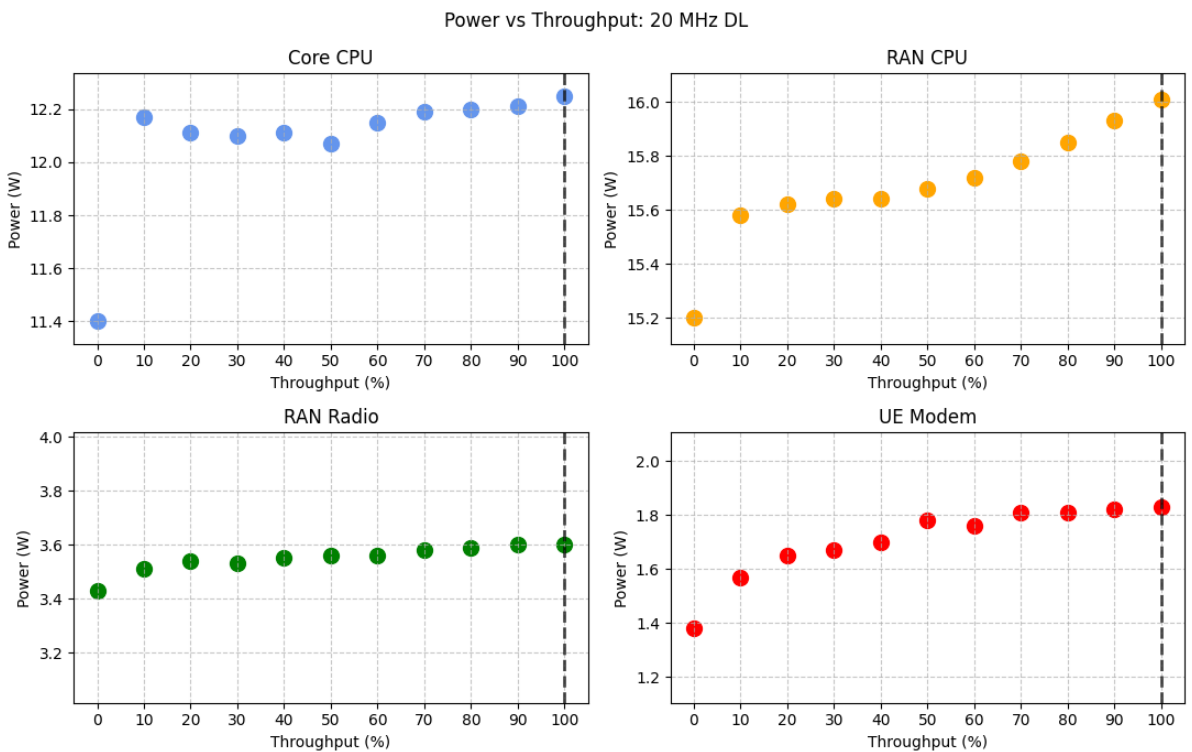 Power vs Throughput: 20 MHz DL
Core CPU
Power (W)
12.2
12.0
11.8
11.6
11.4
0 10 20 30 40 50 60 70 80 90 100
Throughput (%)
RAN CPU
Power (W)
16.0
15.8
15.6
15.4
15.2
0 10 20 30 40 50 60 70 80 90 100
Throughput (%)
RAN Radio
Power (W)
4.0
3.8
3.6
3.4
3.2
0 10 20 30 40 50 60 70 80 90 100
Throughput (%)
UE Modem
Power (W)
2.0
1.8
1.6
1.4
1.2
0 10 20 30 40 50 60 70 80 90 100
Throughput (%)